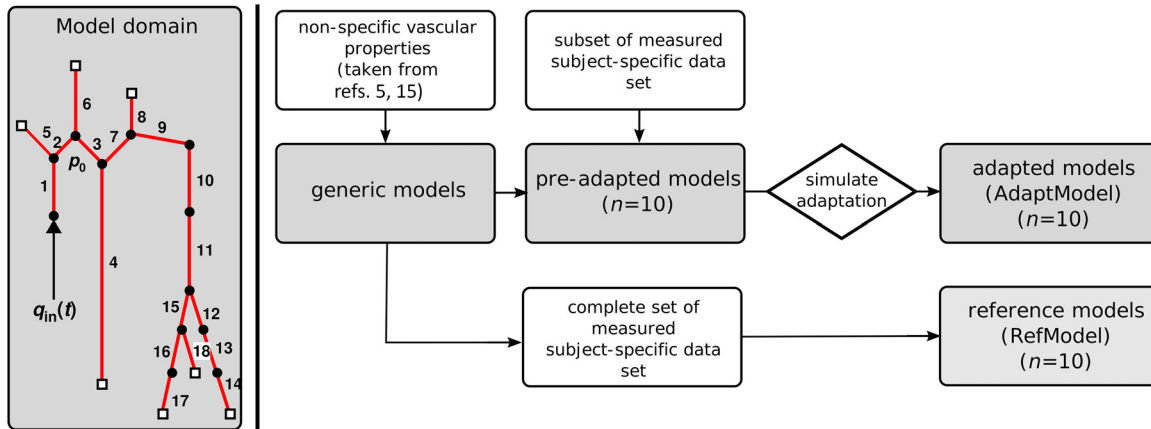 Model domain
6
8
5
2
3
7
9
p0
1
10
4
11
qin(t)
15
12
16
18
13
17
14
non-specific vascular
properties
(taken from
refs. 5, 15)
subset of measured
subject-specific data
set
generic models
pre-adapted models
(n=10)
simulate
adaptation
adapted models
(AdaptModel)
(n=10)
complete set of
measured
subject-specific data
set
reference models
(RefModel)
(n=10)